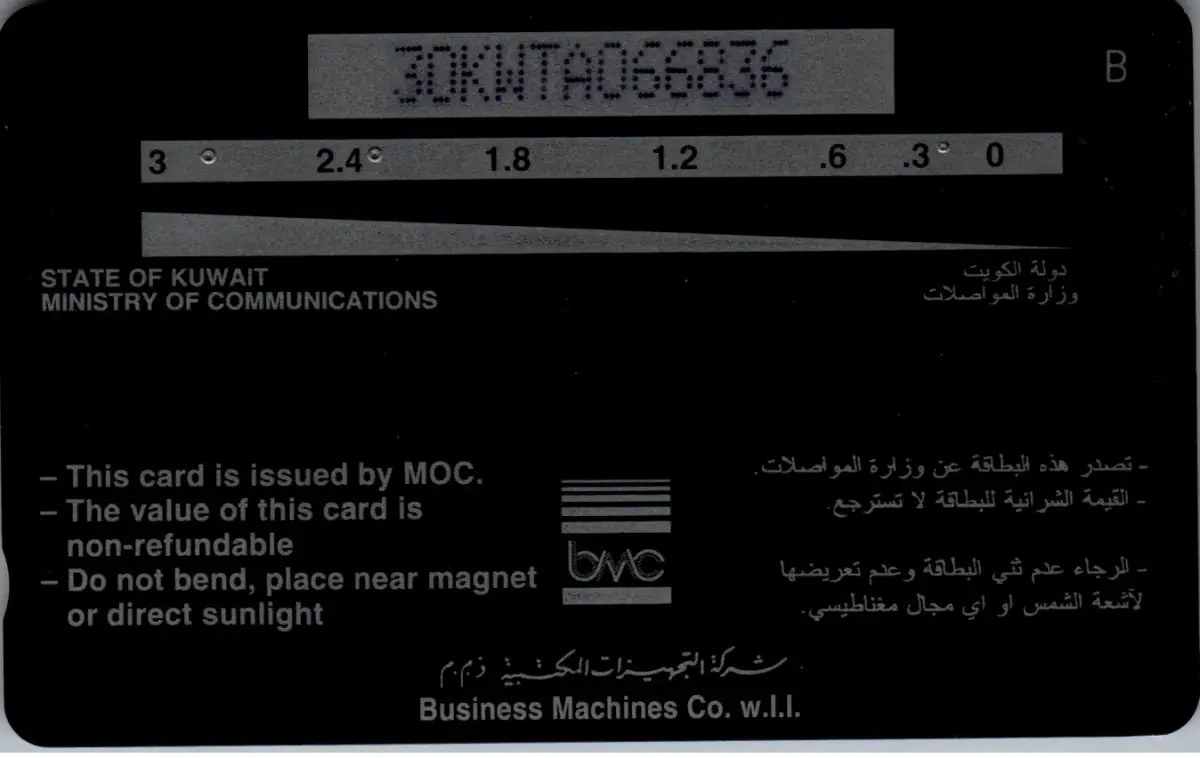 30KWTA066836
B
3 2.4 1.8 1.2 .6 .3 0
STATE OF KUWAIT
MINISTRY OF COMMUNICATIONS
دولة الكويت
وزارة المواصلات
– This card is issued by MOC.
– The value of this card is
non-refundable
– Do not bend, place near magnet
or direct sunlight
bmc
- تصدر هذه البطاقة عن وزارة المواصلات.
- القيمة الشرائية للبطاقة لا تسترجع.
- الرجاء عدم ثني البطاقة وعدم تعريضها
لآشعة الشمس او اي مجال مغناطيسي.
شركة التجهيزات المكتبية ذ.م.م
Business Machines Co. w.l.l.